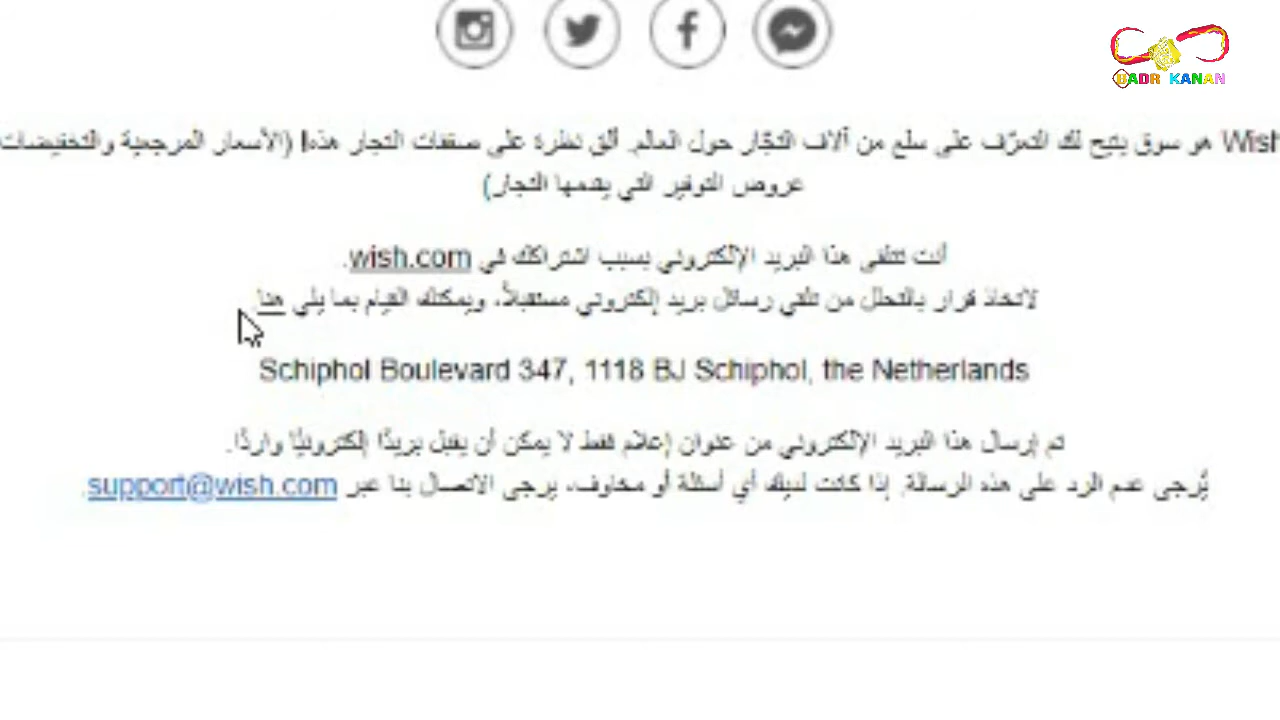 BADR KANAN
Wish هو سوق يتيح لك التعرّف على سلع من آلاف التجّار حول العالم. ألق نظرة على صفقات التجار هذه! (الأسعار المرجعية والتخفيضات
عروض التوفير التي يقدمها التجار)
أنت تتلقى هذا البريد الإلكتروني بسبب اشتراكك في wish.com.
لاتخاذ قرار بالتحلل من تلقي رسائل بريد إلكتروني مستقبلاً، ويمكنك القيام بما يلي هنا.
Schiphol Boulevard 347, 1118 BJ Schiphol, the Netherlands
تم إرسال هذا البريد الإلكتروني من عنوان إعلام فقط لا يمكن أن يقبل بريدًا إلكترونيًا واردًا.
يُرجى عدم الرد على هذه الرسالة. إذا كانت لديك أي أسئلة أو مخاوف، يرجى الاتصال بنا عبر support@wish.com.